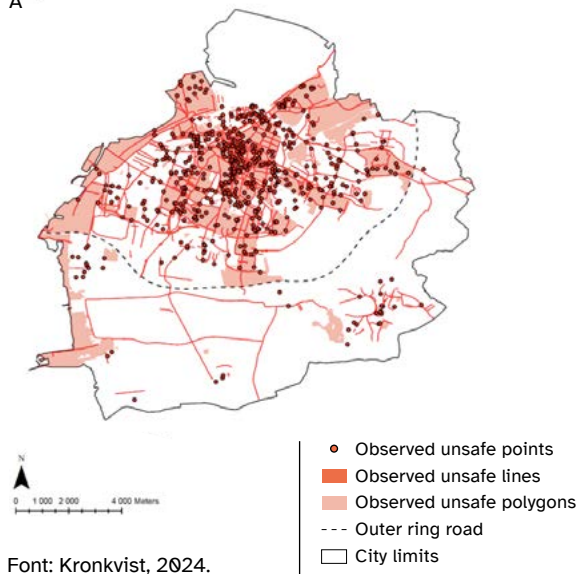 A
N
0 1 000 2 000 4 000 Meters
Observed unsafe points
Observed unsafe lines
Observed unsafe polygons
Outer ring road
City limits
Font: Kronkvist, 2024.